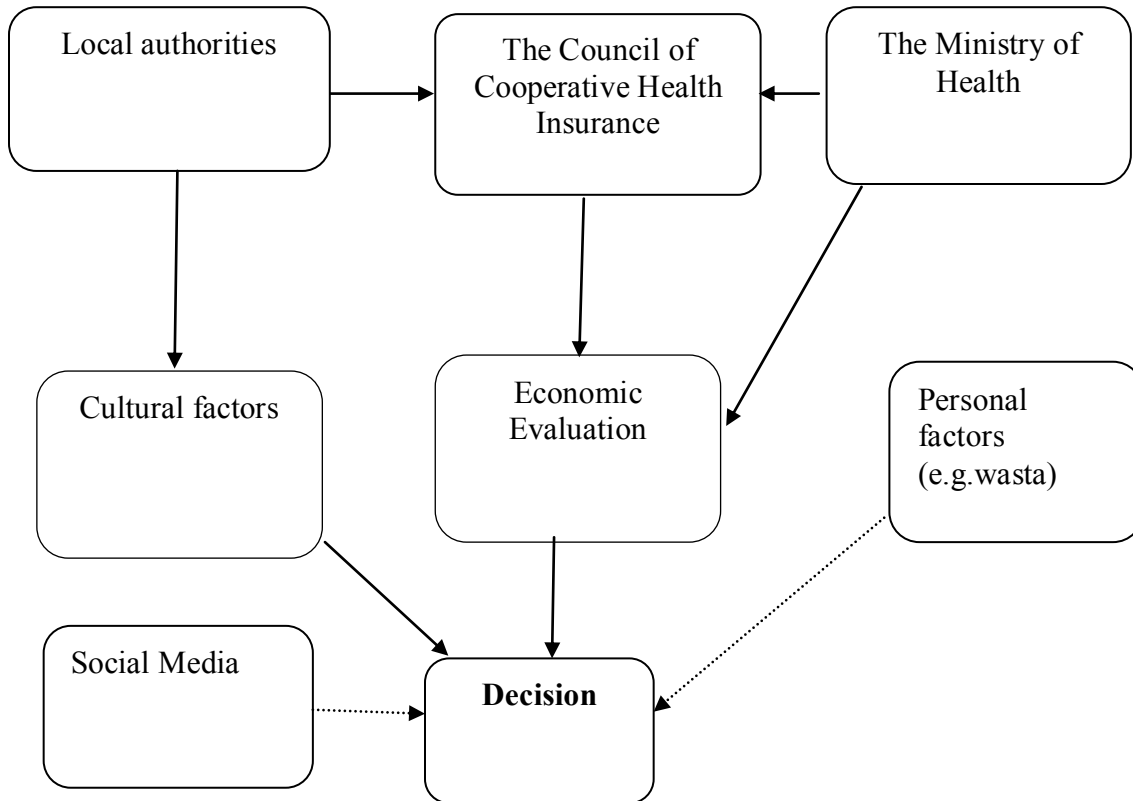 Local authorities
The Council of
Cooperative Health
Insurance
The Ministry of
Health
Cultural factors
Economic
Evaluation
Personal
factors
(e.g.wasta)
Social Media
Decision